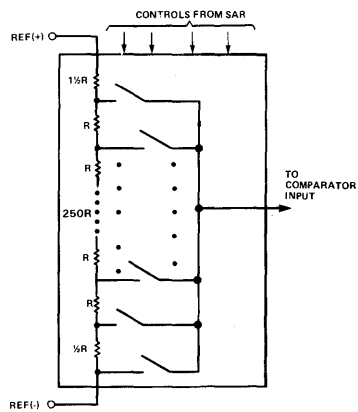 CONTROLS FROM SAR
REF(+)
1½R
R
R
250R
TO
COMPARATOR
INPUT
R
R
½R
REF(-)